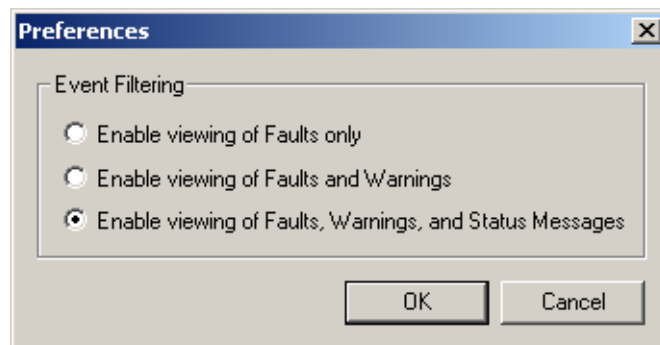 Preferences
Event Filtering
Enable viewing of Faults only
Enable viewing of Faults and Warnings
Enable viewing of Faults, Warnings, and Status Messages
OK
Cancel